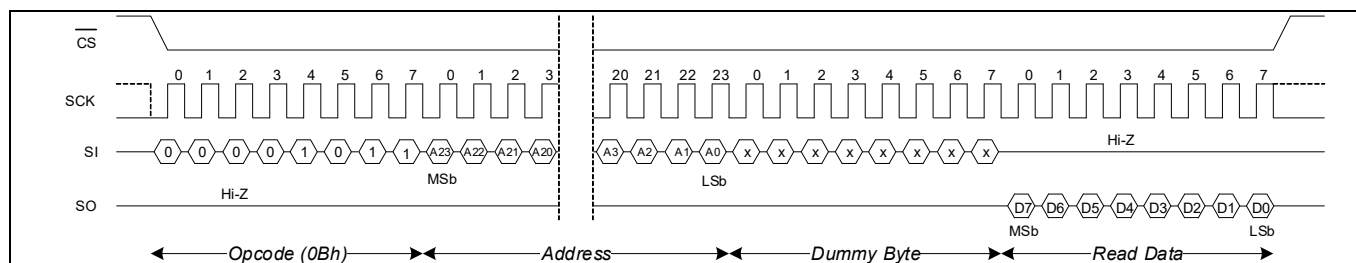 CS
0 1 2 3 4 5 6 7 0 1 2 3 20 21 22 23 0 1 2 3 4 5 6 7 0 1 2 3 4 5 6 7
SCK
Hi-Z
SI 0 0 0 0 1 0 1 1 A23 A22 A21 A20 A3 A2 A1 A0 x x x x x x x x
MSb LSb
Hi-Z
SO D7 D6 D5 D4 D3 D2 D1 D0
MSb LSb
Opcode (0Bh) Address Dummy Byte Read Data